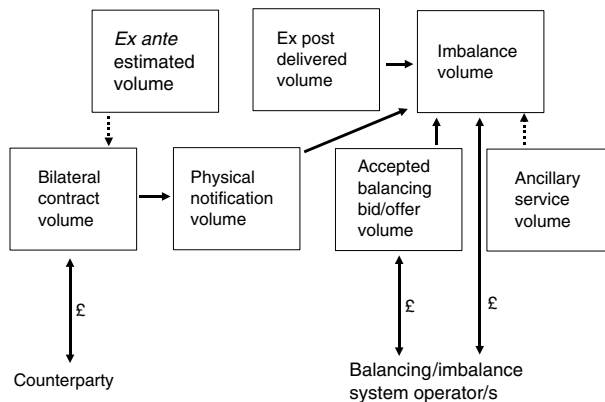 Ex ante
estimated
volume
Ex post
delivered
volume
Imbalance
volume
Bilateral
contract
volume
Physical
notification
volume
Accepted
balancing
bid/offer
volume
Ancillary
service
volume
£
£
£
Counterparty
Balancing/imbalance
system operator/s